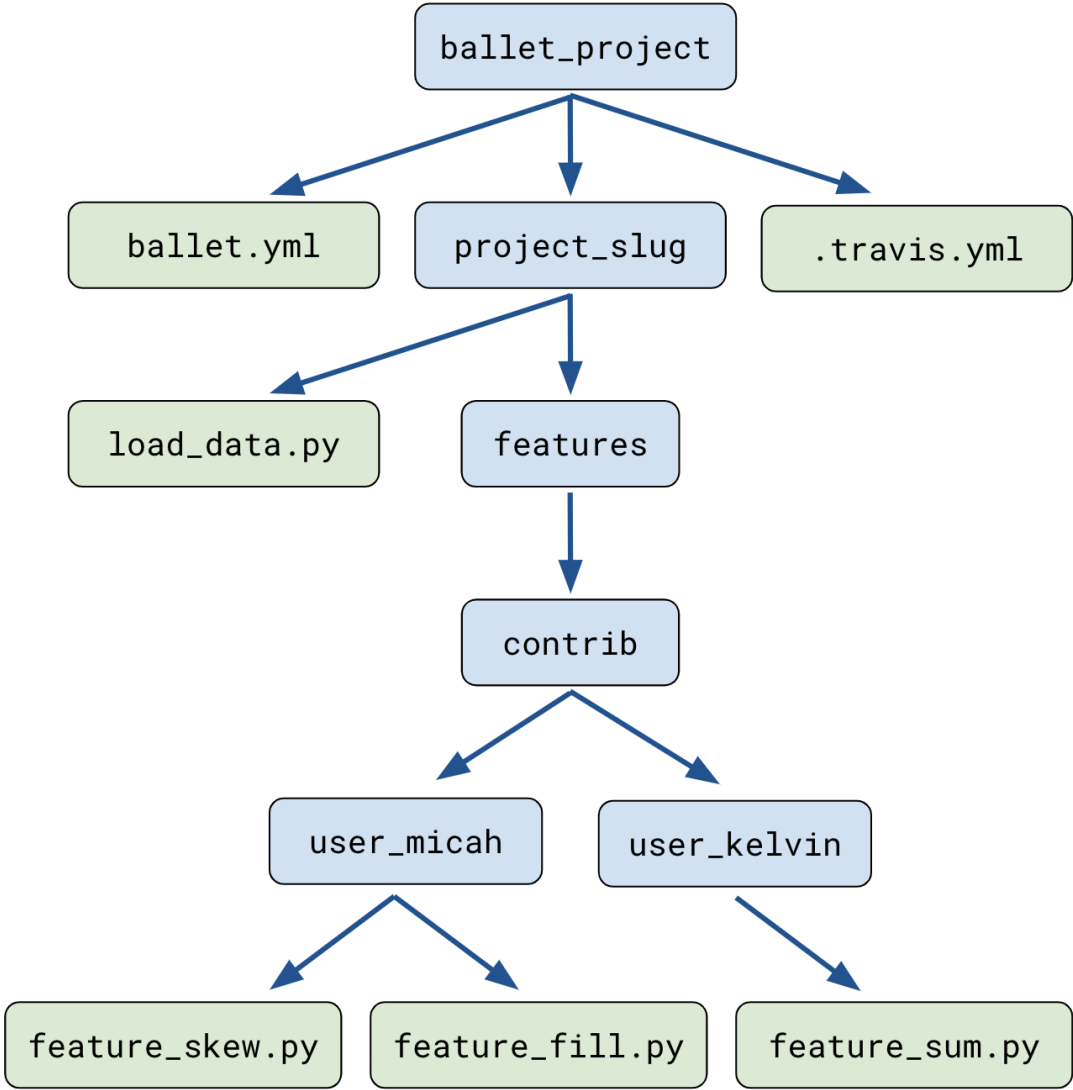 ballet_project
ballet.yml
project_slug
.travis.yml
load_data.py
features
contrib
user_micah
user_kelvin
feature_skew.py
feature_fill.py
feature_sum.py